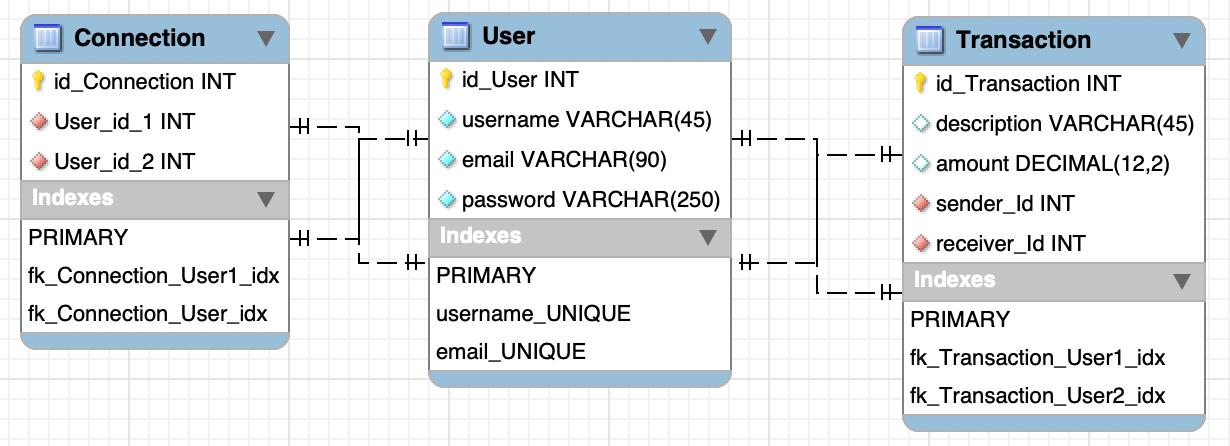 Connection
id_Connection INT
User_id_1 INT
User_id_2 INT
Indexes
PRIMARY
fk_Connection_User1_idx
fk_Connection_User_idx
User
id_User INT
username VARCHAR(45)
email VARCHAR(90)
password VARCHAR(250)
Indexes
PRIMARY
username_UNIQUE
email_UNIQUE
Transaction
id_Transaction INT
description VARCHAR(45)
amount DECIMAL(12,2)
sender_Id INT
receiver_Id INT
Indexes
PRIMARY
fk_Transaction_User1_idx
fk_Transaction_User2_idx